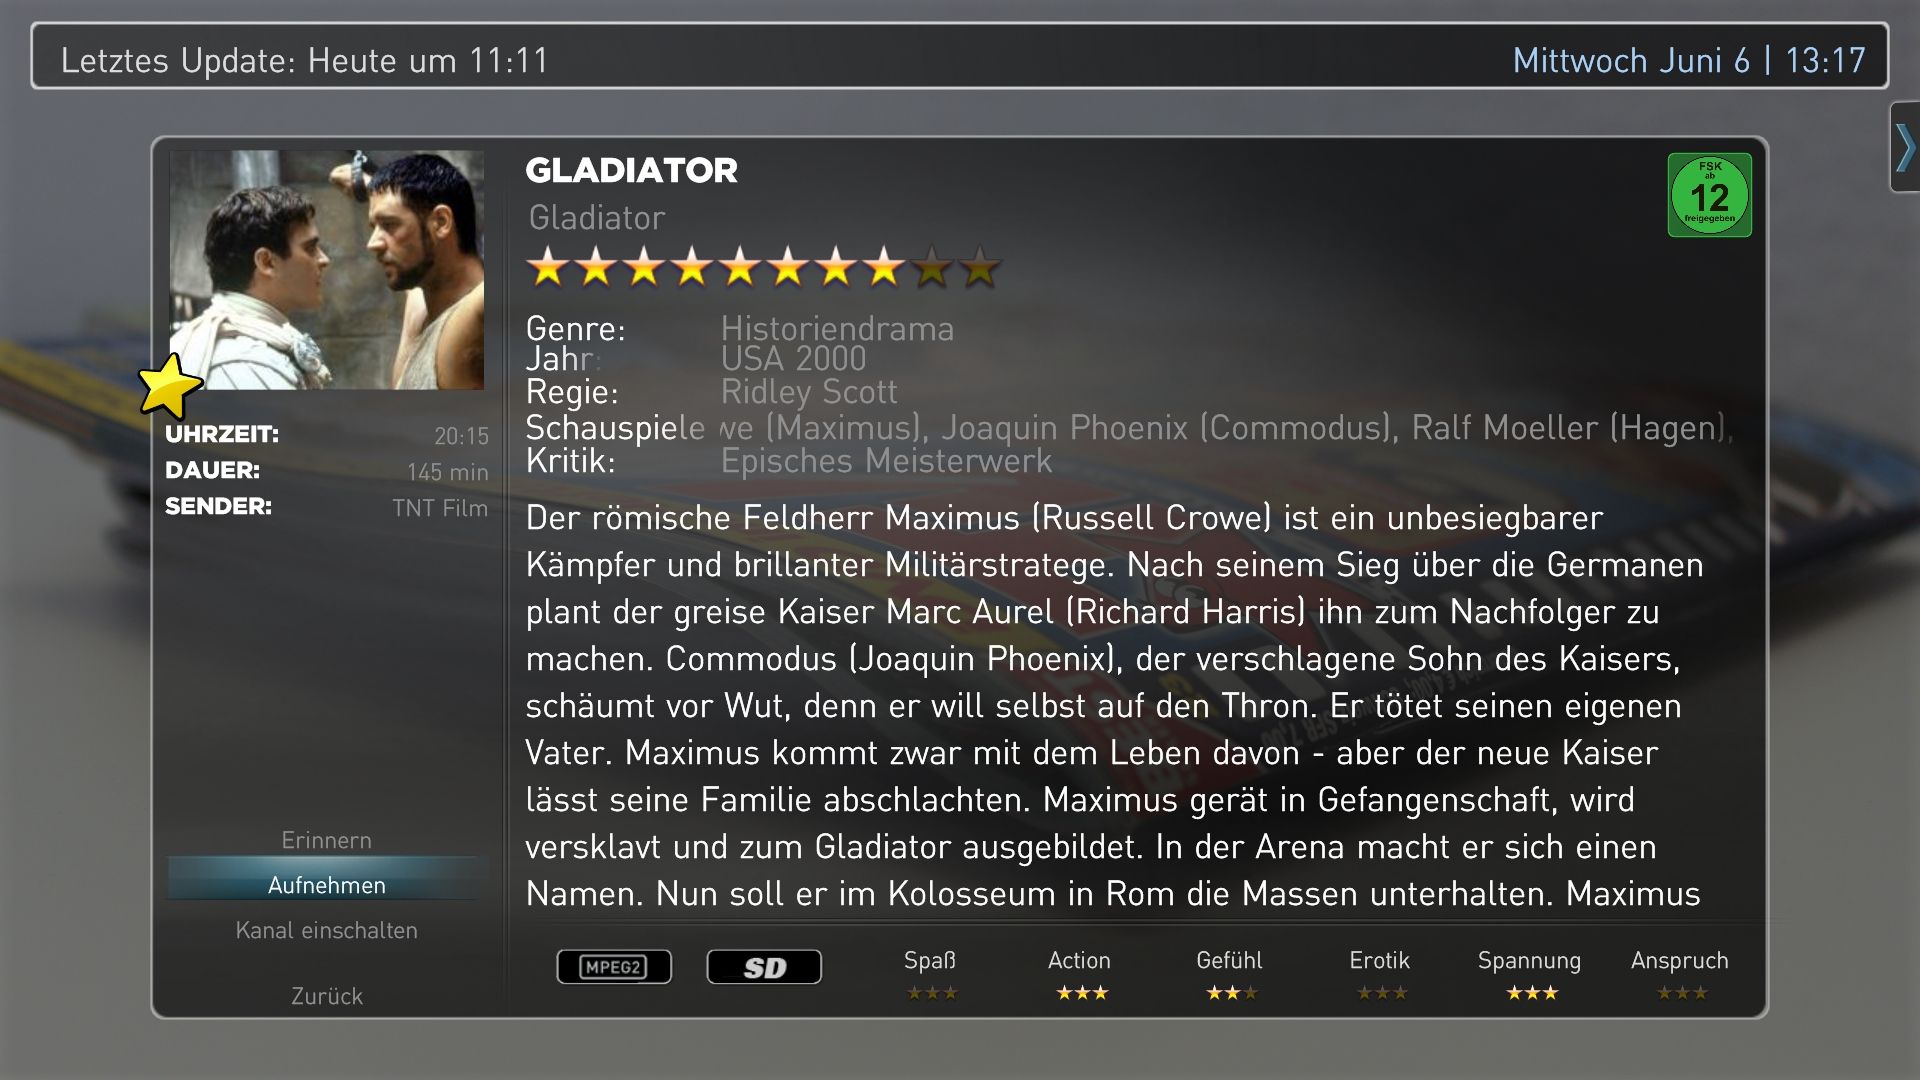 Letztes Update: Heute um 11:11
Mittwoch Juni 6 | 13:17
GLADIATOR
Gladiator
FSK
ab
12
freigegeben
Genre: Historiendrama
Jahr: USA 2000
Regie: Ridley Scott
Schauspiele we (Maximus), Joaquin Phoenix (Commodus), Ralf Moeller (Hagen),
Kritik: Episches Meisterwerk
UHRZEIT: 20:15
DAUER: 145 min
SENDER: TNT Film
Der römische Feldherr Maximus (Russell Crowe) ist ein unbesiegbarer
Kämpfer und brillanter Militärstratege. Nach seinem Sieg über die Germanen
plant der greise Kaiser Marc Aurel (Richard Harris) ihn zum Nachfolger zu
machen. Commodus (Joaquin Phoenix), der verschlagene Sohn des Kaisers,
schäumt vor Wut, denn er will selbst auf den Thron. Er tötet seinen eigenen
Vater. Maximus kommt zwar mit dem Leben davon - aber der neue Kaiser
lässt seine Familie abschlachten. Maximus gerät in Gefangenschaft, wird
versklavt und zum Gladiator ausgebildet. In der Arena macht er sich einen
Namen. Nun soll er im Kolosseum in Rom die Massen unterhalten. Maximus
Erinnern
Aufnehmen
Kanal einschalten
Zurück
MPEG2
SD
Spaß
Action
Gefühl
Erotik
Spannung
Anspruch